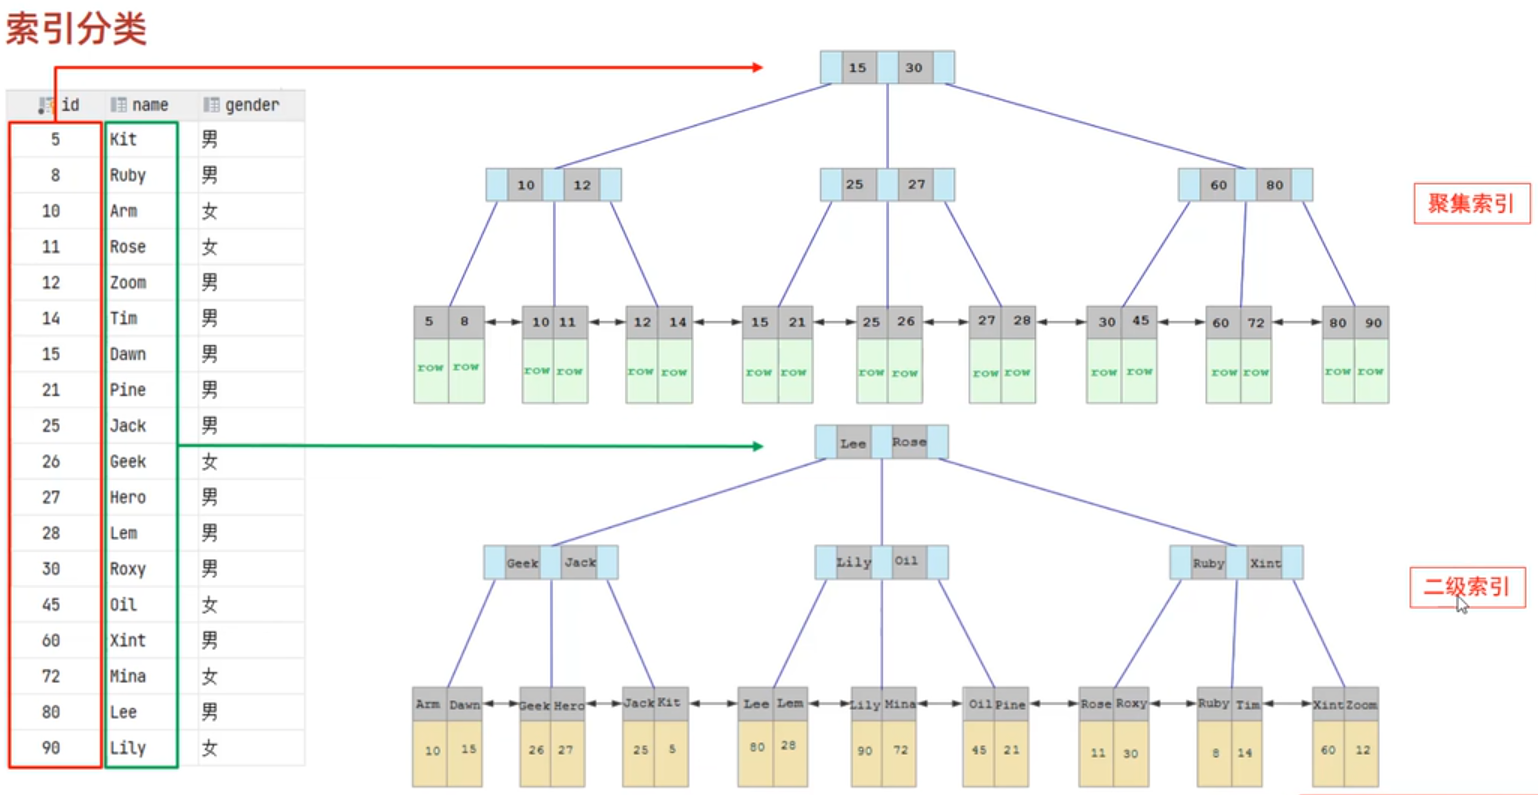 索引分类
id name gender
5 Kit 男
8 Ruby 男
10 Arm 女
11 Rose 女
12 Zoom 男
14 Tim 男
15 Dawn 男
21 Pine 男
25 Jack 男
26 Geek 女
27 Hero 男
28 Lem 男
30 Roxy 男
45 Oil 女
60 Xint 男
72 Mina 女
80 Lee 男
90 Lily 女
15 30
10 12 25 27 60 80
聚集索引
5 8 10 11 12 14 15 21 25 26 27 28 30 45 60 72 80 90
row row row row row row row row row row row row row row row row row row
Lee Rose
Geek Jack Lily Oil Ruby Xint
二级索引
Arm Dawn Geek Hero Jack Kit Lee Lem Lily Mina Oil Pine Rose Roxy Ruby Tim Xint Zoom
10 15 26 27 25 5 80 28 90 72 45 21 11 30 8 14 60 12